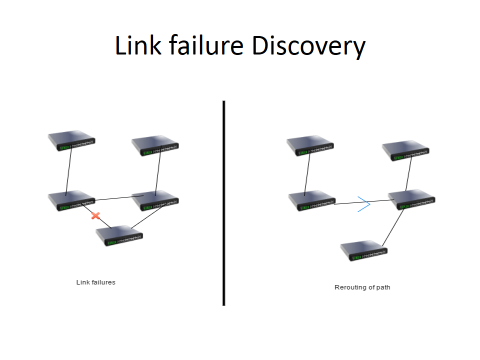 Link failure Discovery
Link failures
Rerouting of path